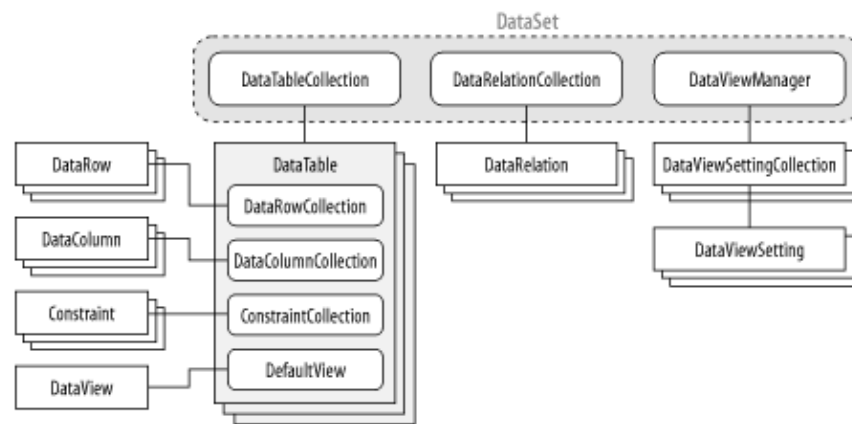 DataSet
DataTableCollection
DataRelationCollection
DataViewManager
DataRow
DataTable
DataRelation
DataViewSettingCollection
DataRowCollection
DataColumn
DataColumnCollection
DataViewSetting
Constraint
ConstraintCollection
DataView
DefaultView